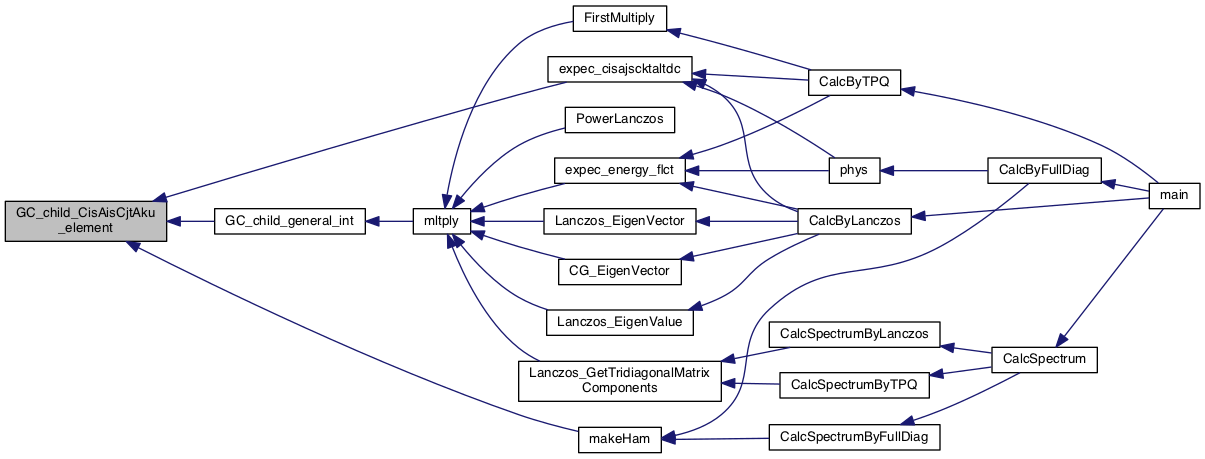 FirstMultiply
expec_cisajscktaltdc
CalcByTPQ
PowerLanczos
expec_energy_flct
phys
CalcByFullDiag
main
GC_child_CisAisCjtAku
_element
GC_child_general_int
mltply
Lanczos_EigenVector
CalcByLanczos
CG_EigenVector
Lanczos_EigenValue
CalcSpectrumByLanczos
CalcSpectrum
Lanczos_GetTridiagonalMatrix
Components
CalcSpectrumByTPQ
makeHam
CalcSpectrumByFullDiag